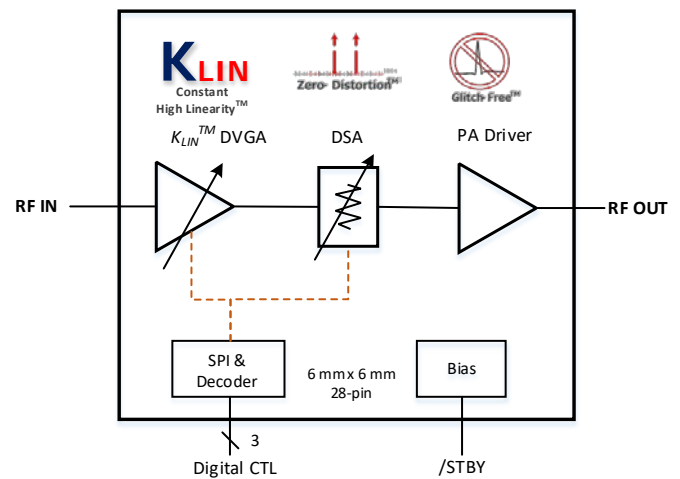 KLIN
Constant
High Linearity™
Zero-Distortion™
Glitch-Free™
KLIN™ DVGA
DSA
PA Driver
RF IN
RF OUT
SPI &
Decoder
6 mm x 6 mm
28-pin
Bias
3
Digital CTL
/STBY